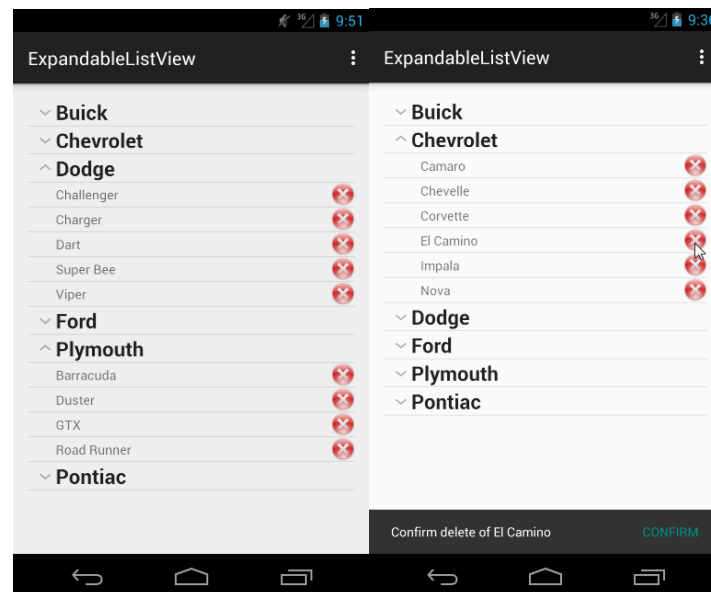 3G 9:51
ExpandableListView
Buick
Chevrolet
Dodge
Challenger
Charger
Dart
Super Bee
Viper
Ford
Plymouth
Barracuda
Duster
GTX
Road Runner
Pontiac
3G 9:36
ExpandableListView
Buick
Chevrolet
Camaro
Chevelle
Corvette
El Camino
Impala
Nova
Dodge
Ford
Plymouth
Pontiac
Confirm delete of El Camino CONFIRM